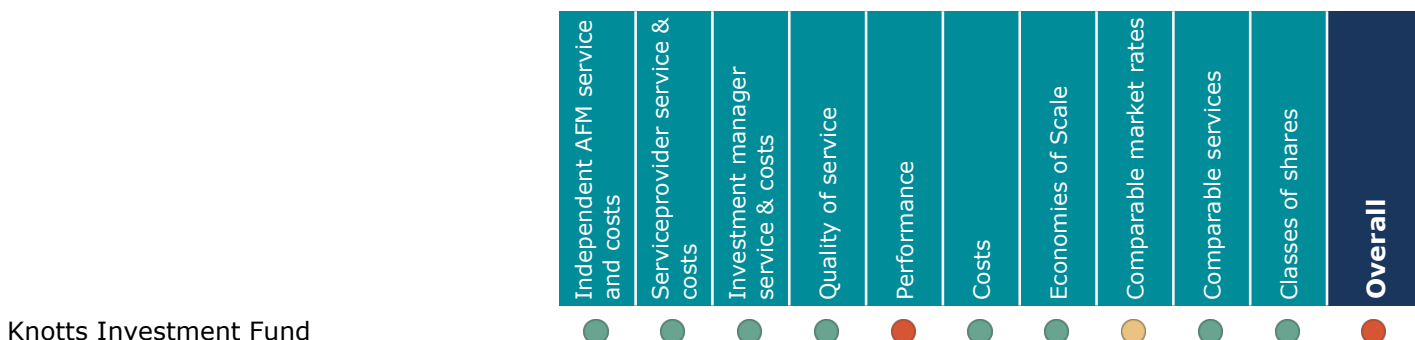 Independent AFM service
and costs
Serviceprovider service &
costs
Investment manager
service & costs
Quality of service
Performance
Costs
Economies of Scale
Comparable market rates
Comparable services
Classes of shares
Overall
Knotts Investment Fund